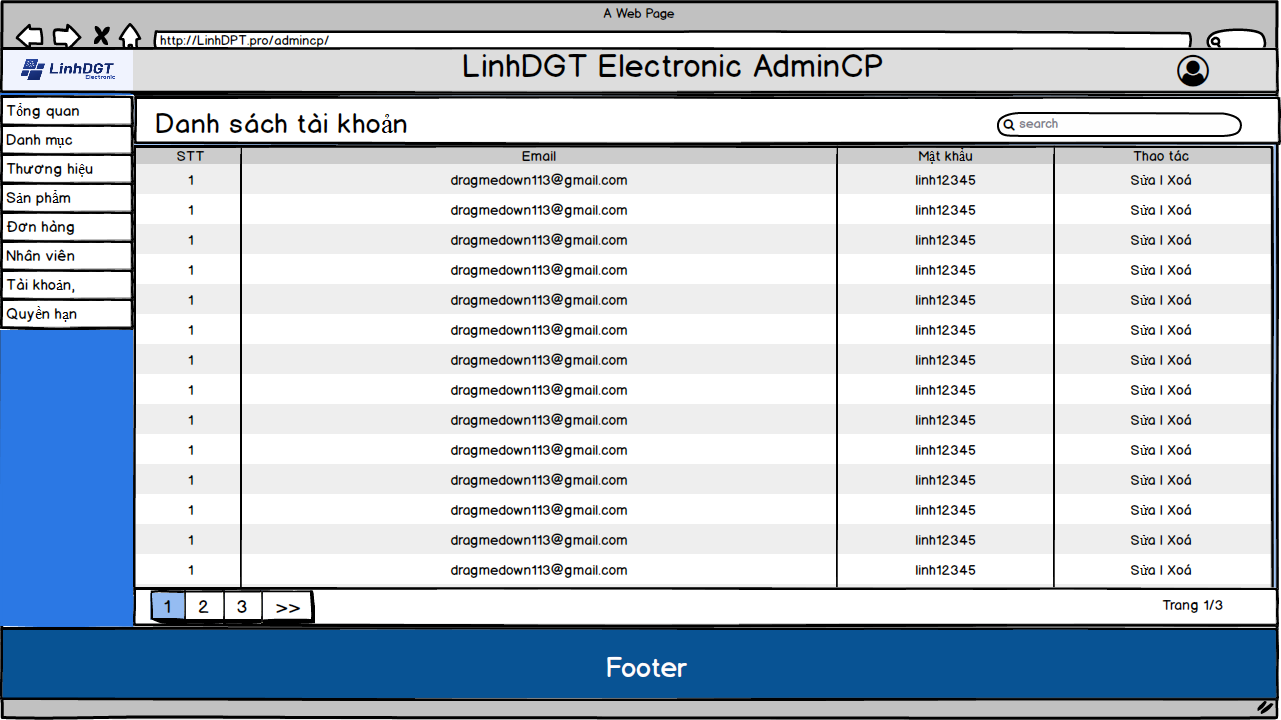 A Web Page
http://LinhDPT.pro/admincp/
LinhDGT
Electronic
LinhDGT Electronic AdminCP
Tổng quan
Danh mục
Thương hiệu
Sản phẩm
Đơn hàng
Nhân viên
Tài khoản,
Quyền hạn
Danh sách tài khoản
search
STT Email Mật khẩu Thao tác
1 dragmedown113@gmail.com linh12345 Sửa | Xoá
1 dragmedown113@gmail.com linh12345 Sửa | Xoá
1 dragmedown113@gmail.com linh12345 Sửa | Xoá
1 dragmedown113@gmail.com linh12345 Sửa | Xoá
1 dragmedown113@gmail.com linh12345 Sửa | Xoá
1 dragmedown113@gmail.com linh12345 Sửa | Xoá
1 dragmedown113@gmail.com linh12345 Sửa | Xoá
1 dragmedown113@gmail.com linh12345 Sửa | Xoá
1 dragmedown113@gmail.com linh12345 Sửa | Xoá
1 dragmedown113@gmail.com linh12345 Sửa | Xoá
1 dragmedown113@gmail.com linh12345 Sửa | Xoá
1 dragmedown113@gmail.com linh12345 Sửa | Xoá
1 dragmedown113@gmail.com linh12345 Sửa | Xoá
1 dragmedown113@gmail.com linh12345 Sửa | Xoá
1 2 3 >>
Trang 1/3
Footer